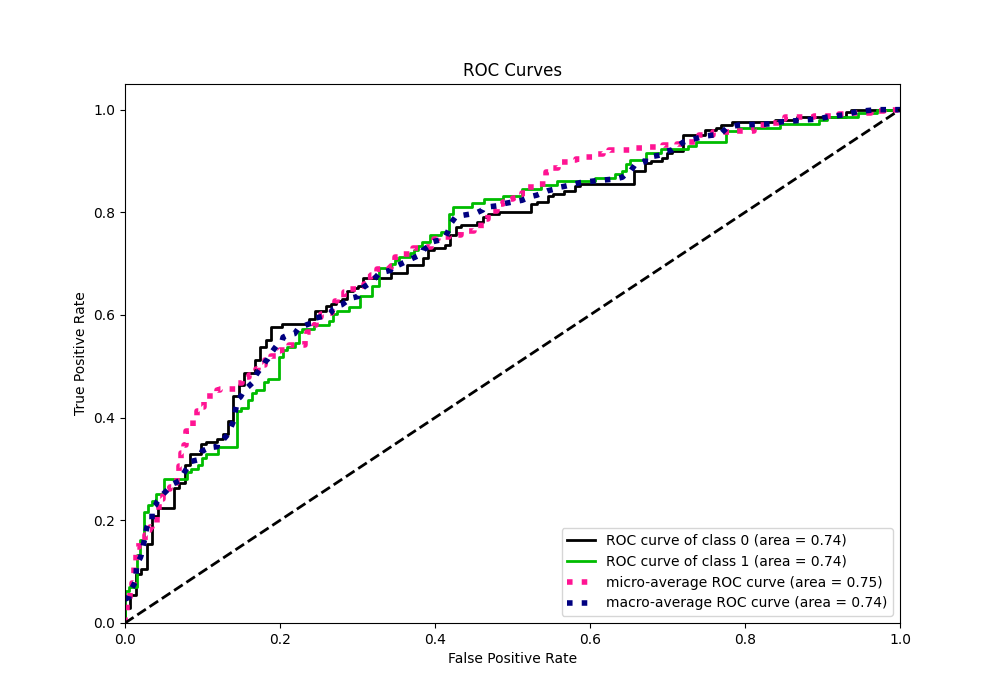 ROC Curves
True Positive Rate
1.0
0.8
0.6
0.4
0.2
0.0
0.0 0.2 0.4 0.6 0.8 1.0
False Positive Rate
ROC curve of class 0 (area = 0.74)
ROC curve of class 1 (area = 0.74)
micro-average ROC curve (area = 0.75)
macro-average ROC curve (area = 0.74)